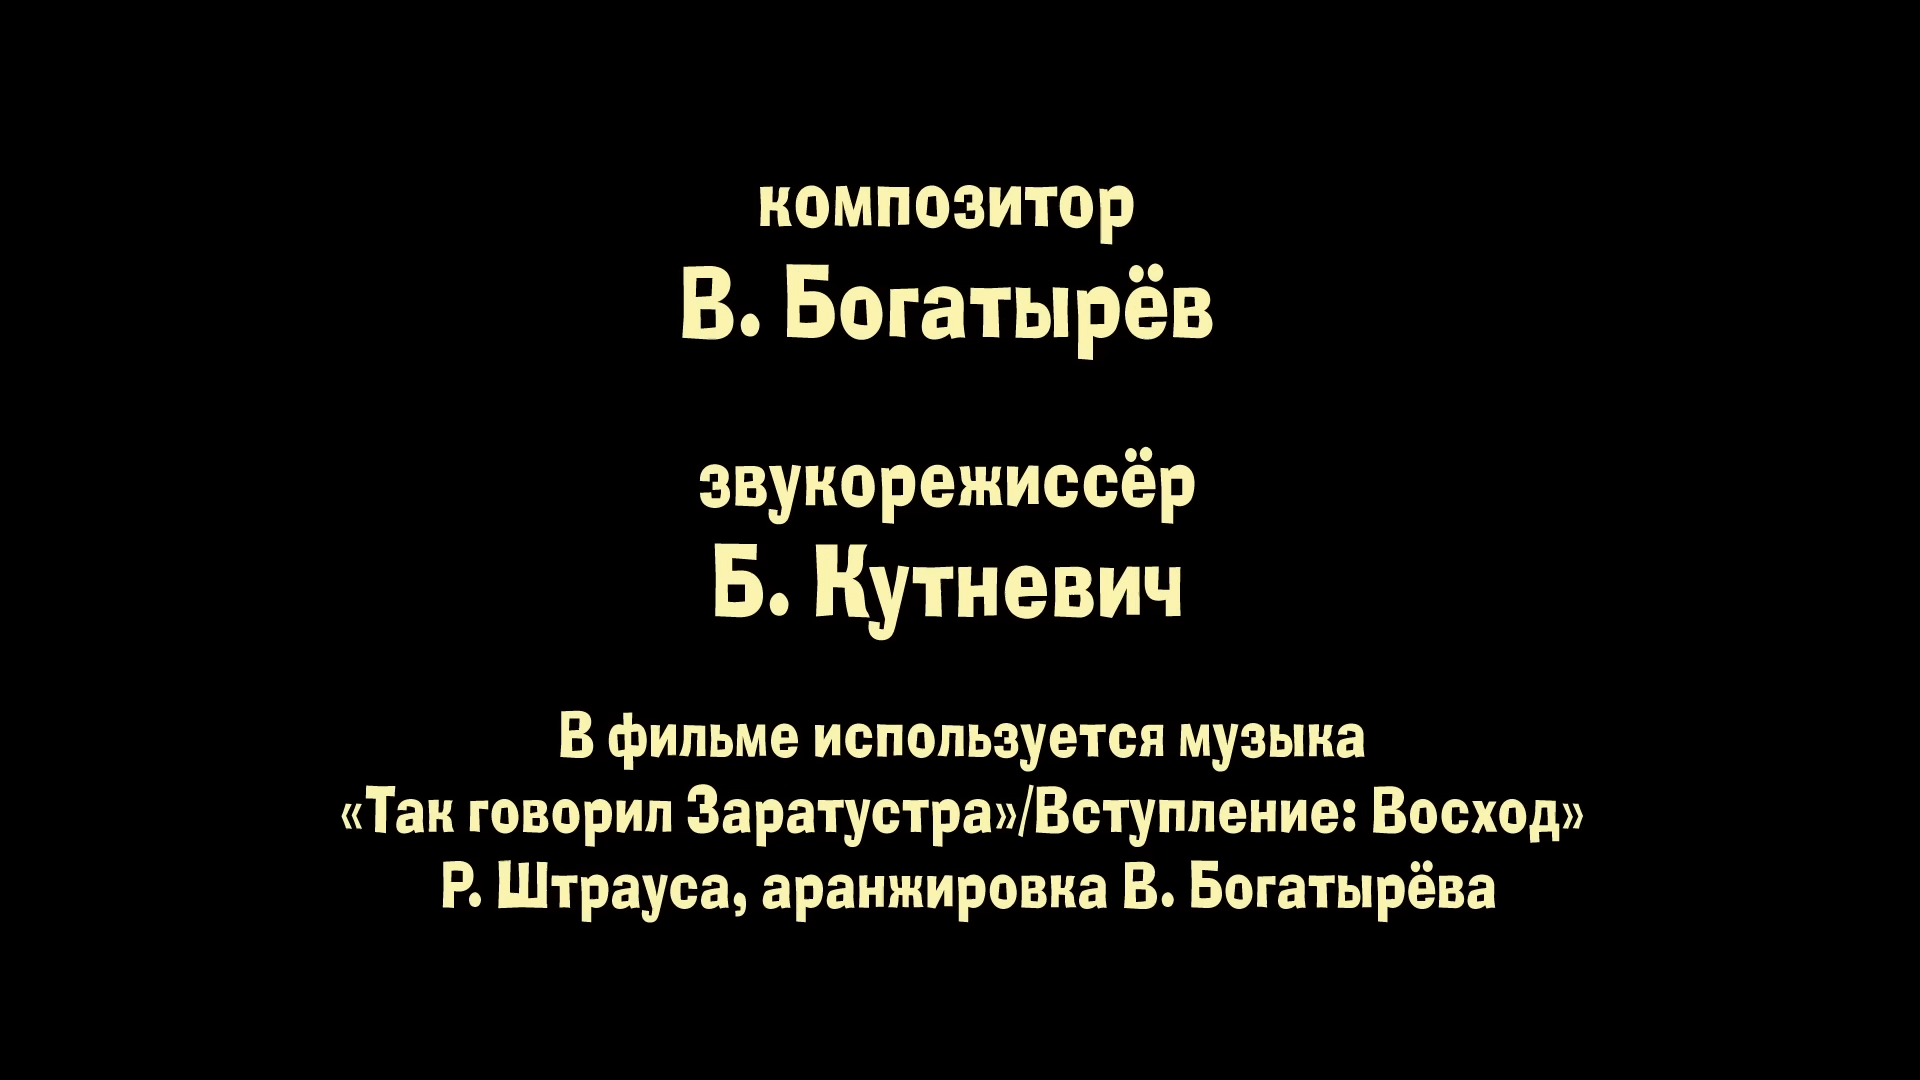 композитор
В. Богатырёв
звукорежиссёр
Б. Кутневич
В фильме используется музыка
«Так говорил Заратустра»/Вступление: Восход»
Р. Штрауса, аранжировка В. Богатырёва